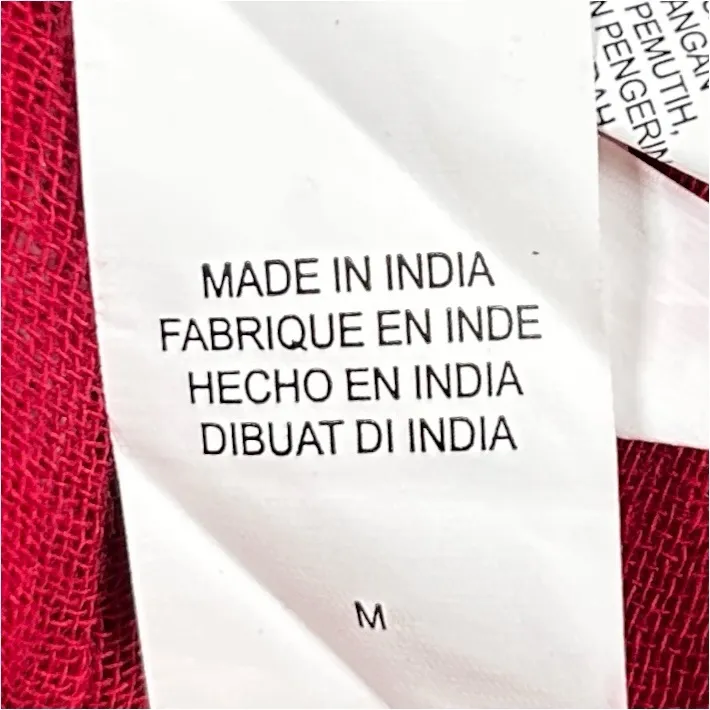 MADE IN INDIA
FABRIQUE EN INDE
HECHO EN INDIA
DIBUAT DI INDIA
M
PEMUTIH,